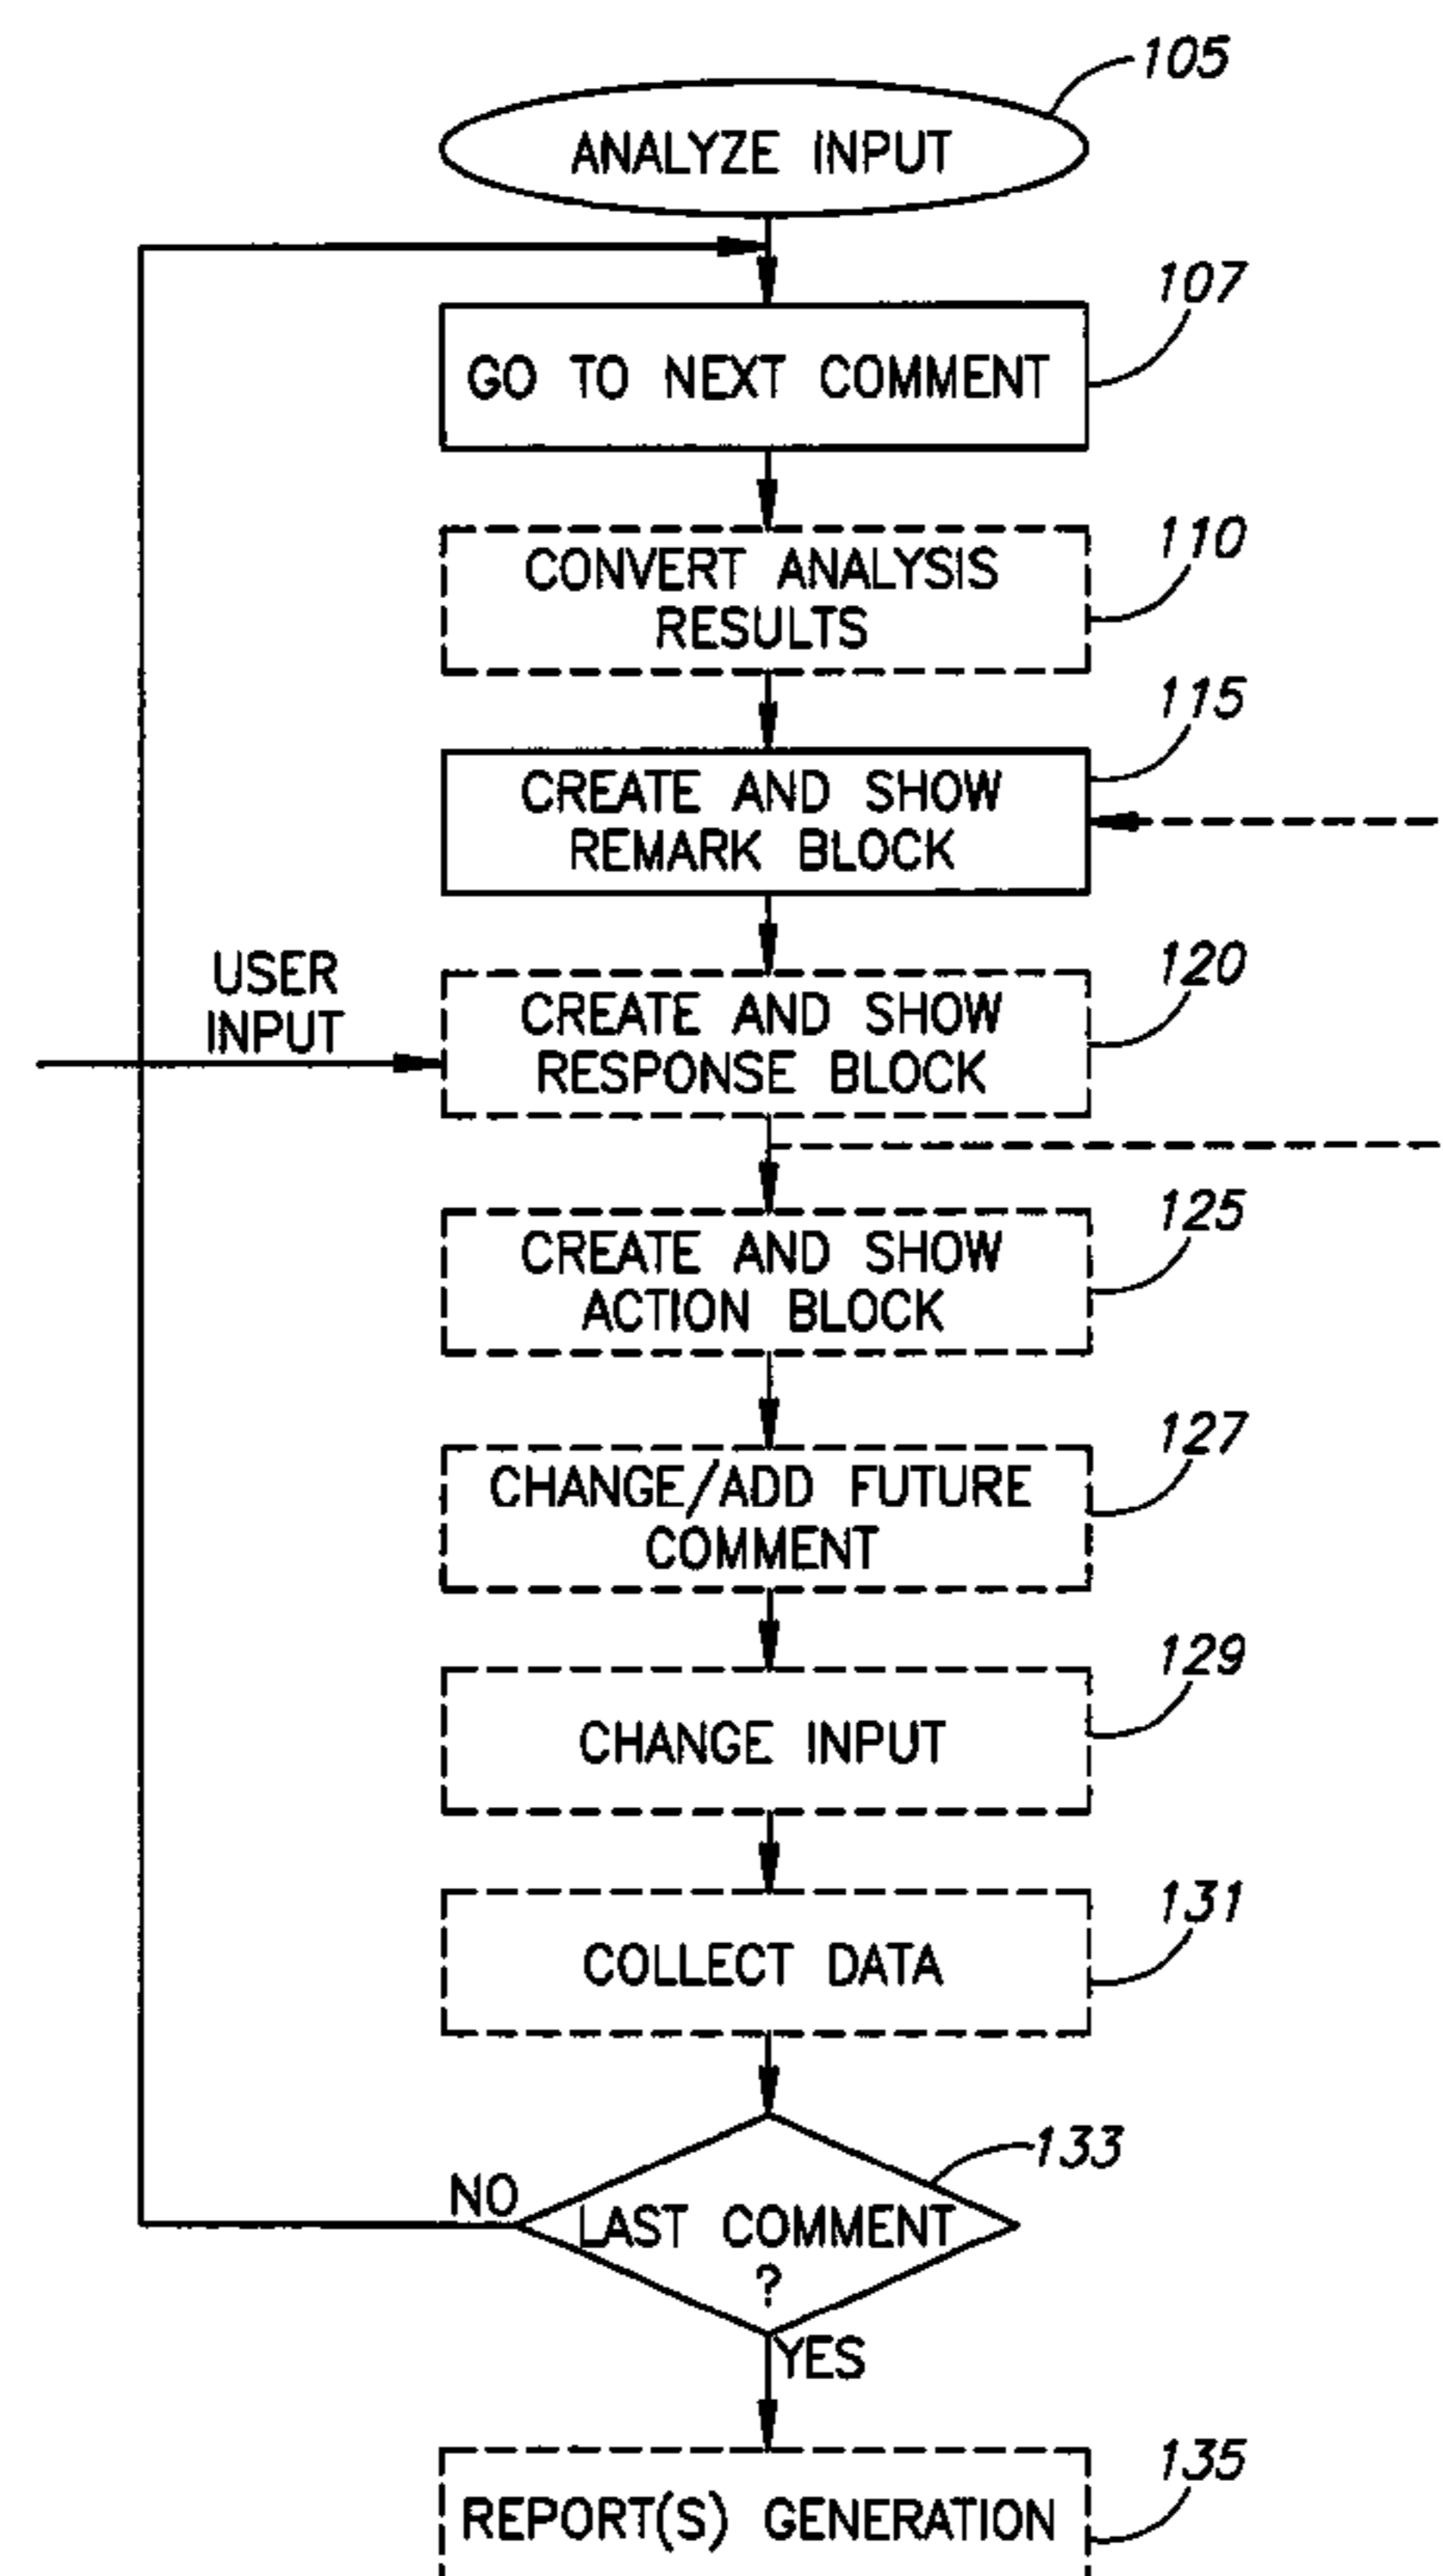 105
ANALYZE INPUT
107
GO TO NEXT COMMENT
110
CONVERT ANALYSIS
RESULTS
115
CREATE AND SHOW
REMARK BLOCK
USER
INPUT
120
CREATE AND SHOW
RESPONSE BLOCK
125
CREATE AND SHOW
ACTION BLOCK
127
CHANGE/ADD FUTURE
COMMENT
129
CHANGE INPUT
131
COLLECT DATA
133
NO
LAST COMMENT
?
YES
135
REPORT(S) GENERATION